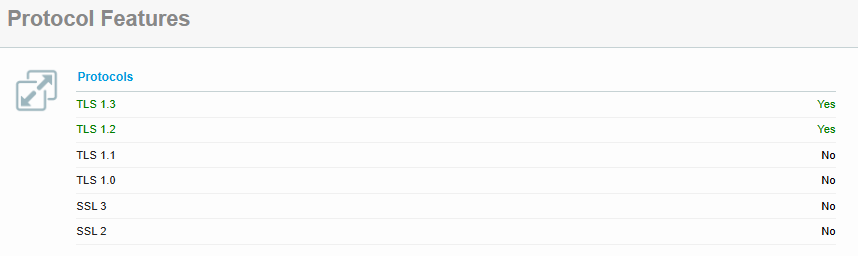 Protocol Features
Protocols
TLS 1.3 Yes
TLS 1.2 Yes
TLS 1.1 No
TLS 1.0 No
SSL 3 No
SSL 2 No